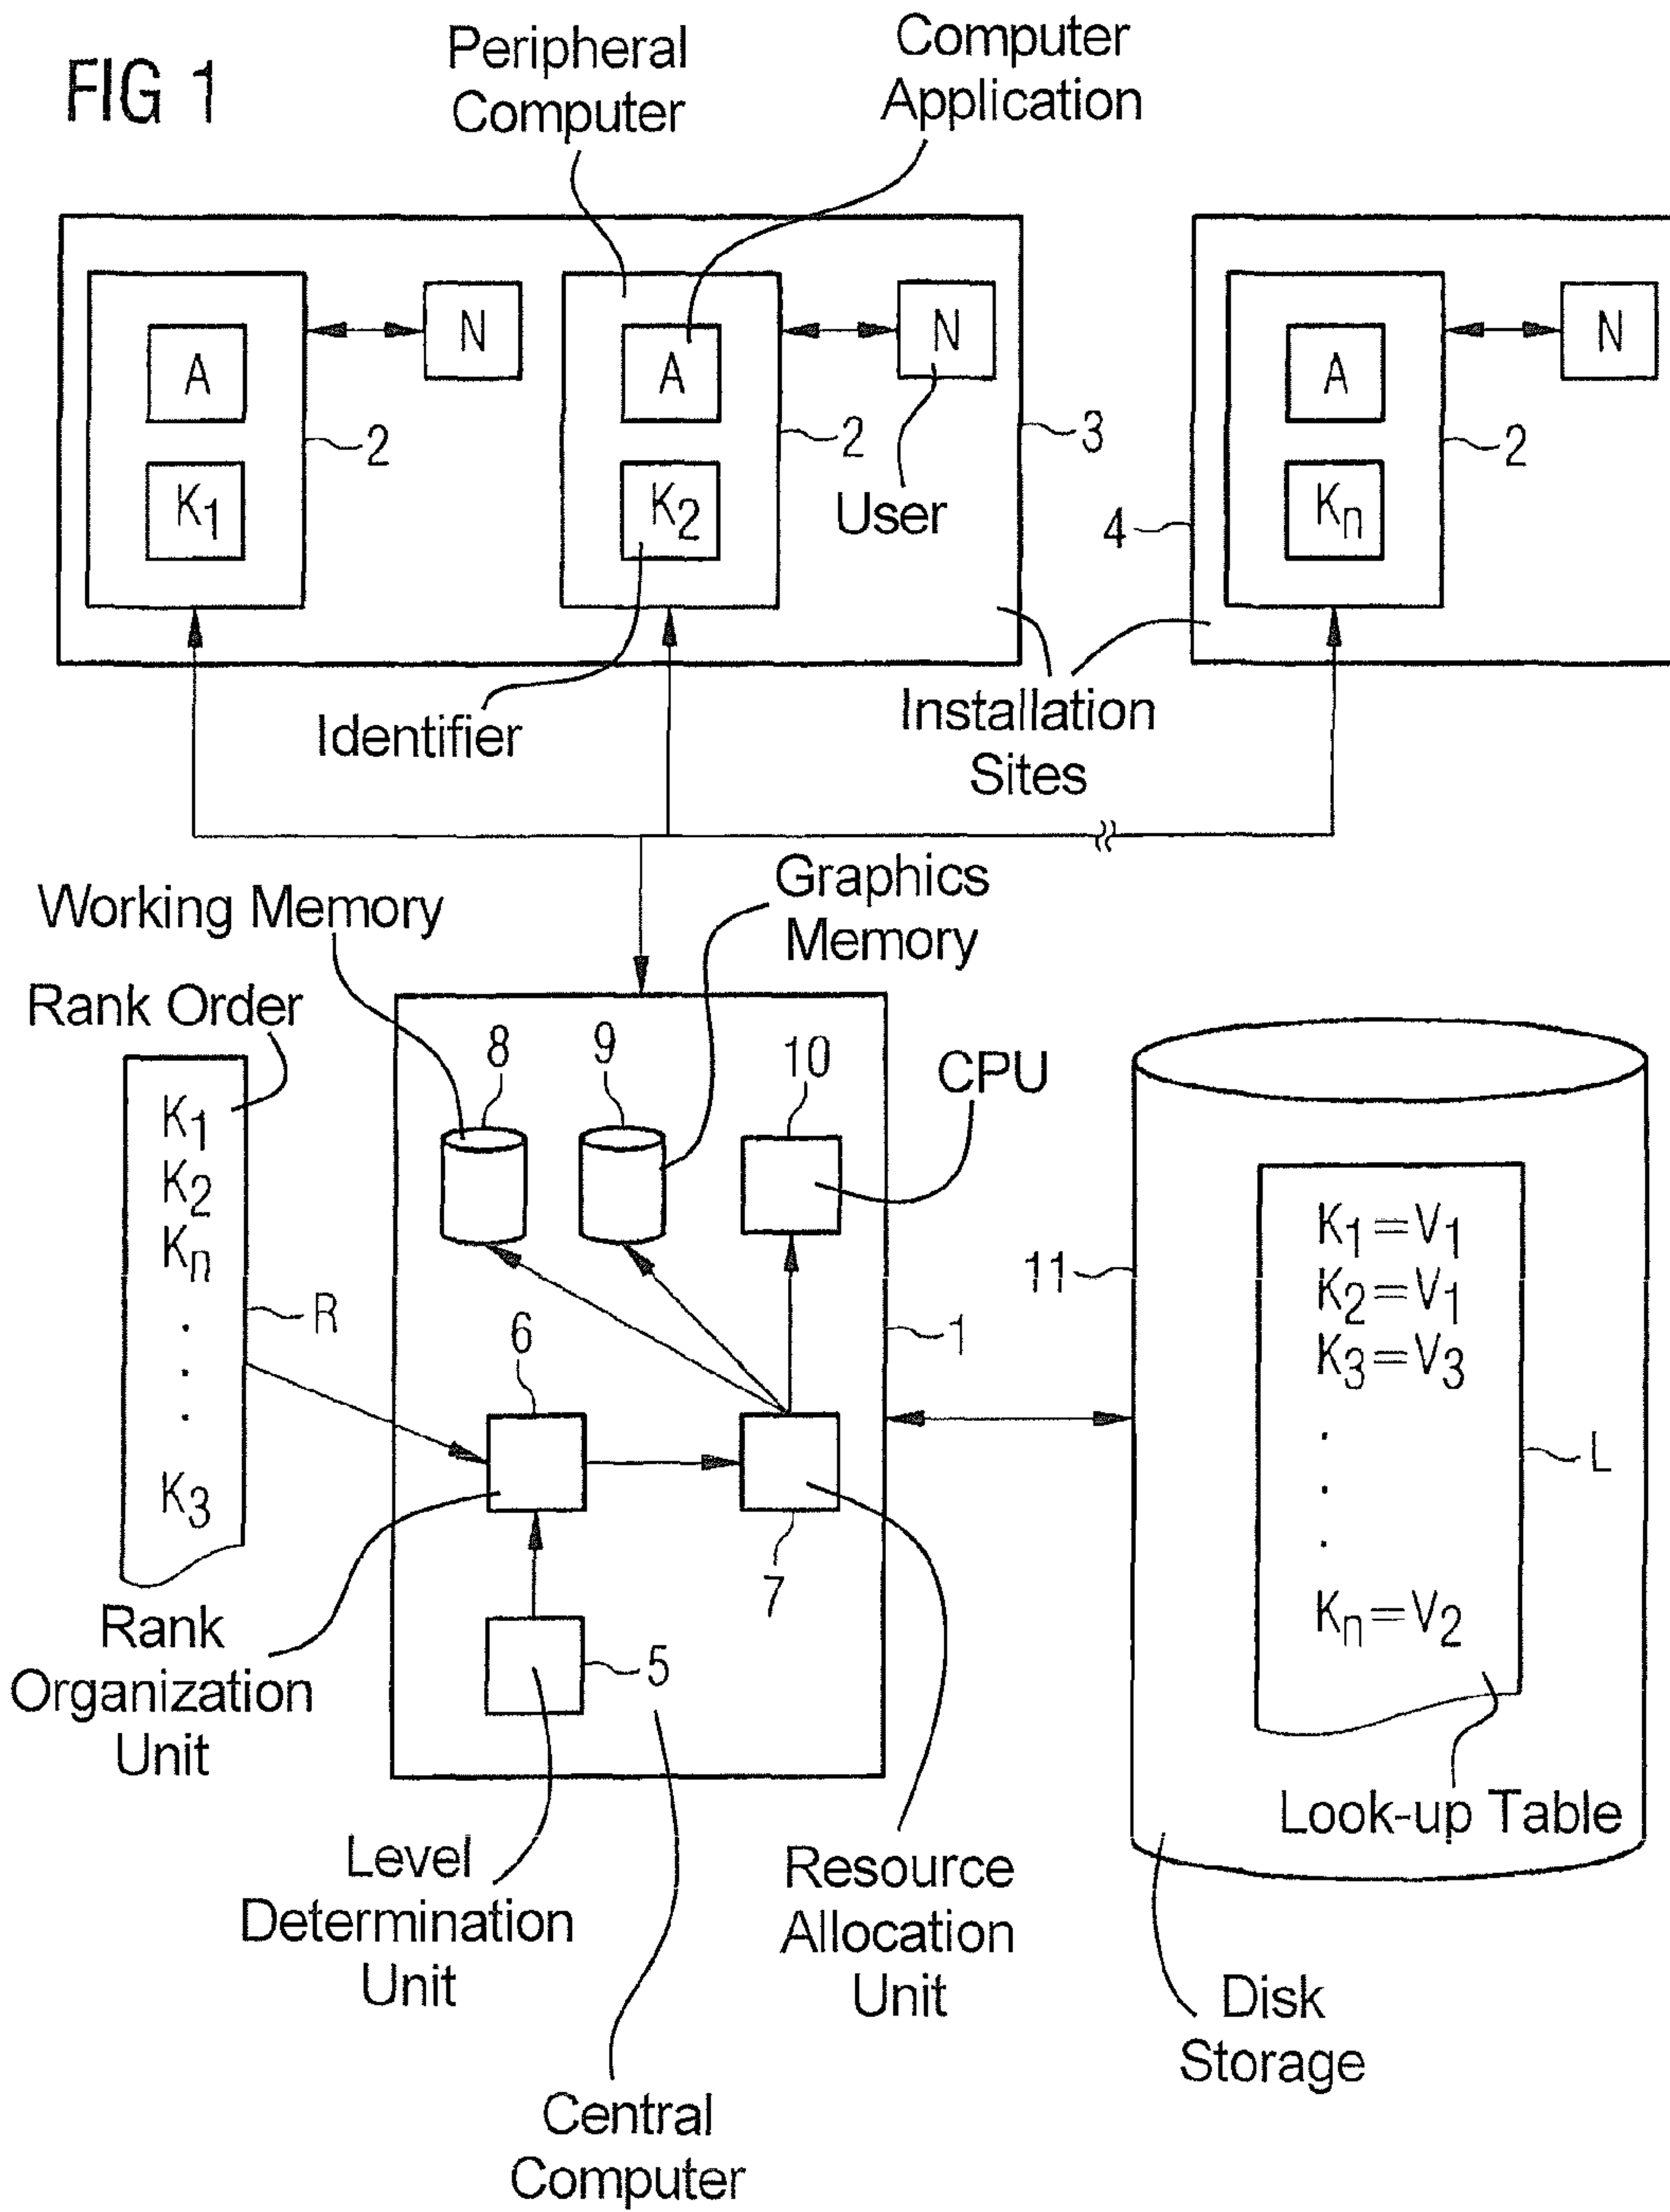 FIG 1
Peripheral
Computer
Computer
Application
A
K1
2
N
A
K2
2
N
User
3
4
A
Kn
2
N
Identifier
Installation
Sites
Working Memory
Graphics
Memory
Rank Order
K1
K2
Kn
.
.
.
K3
R
8
9
10
CPU
6
7
5
1
11
K1=V1
K2=V1
K3=V3
.
.
.
Kn=V2
L
Look-up Table
Rank
Organization
Unit
Level
Determination
Unit
Resource
Allocation
Unit
Disk
Storage
Central
Computer